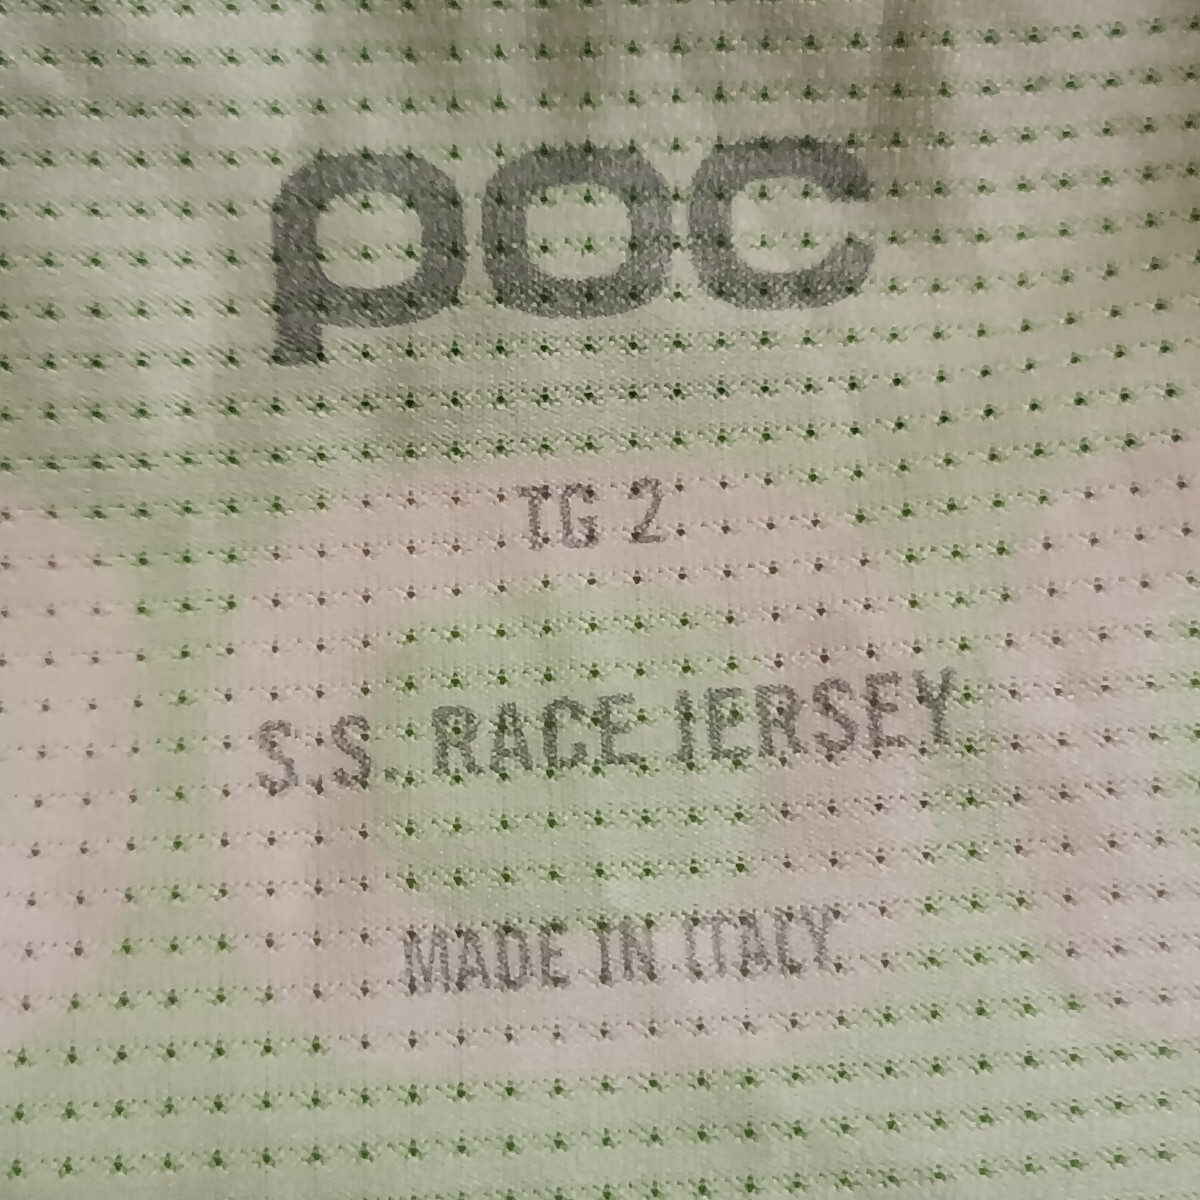 POC
TG 2
S.S. RACE JERSEY
MADE IN ITALY